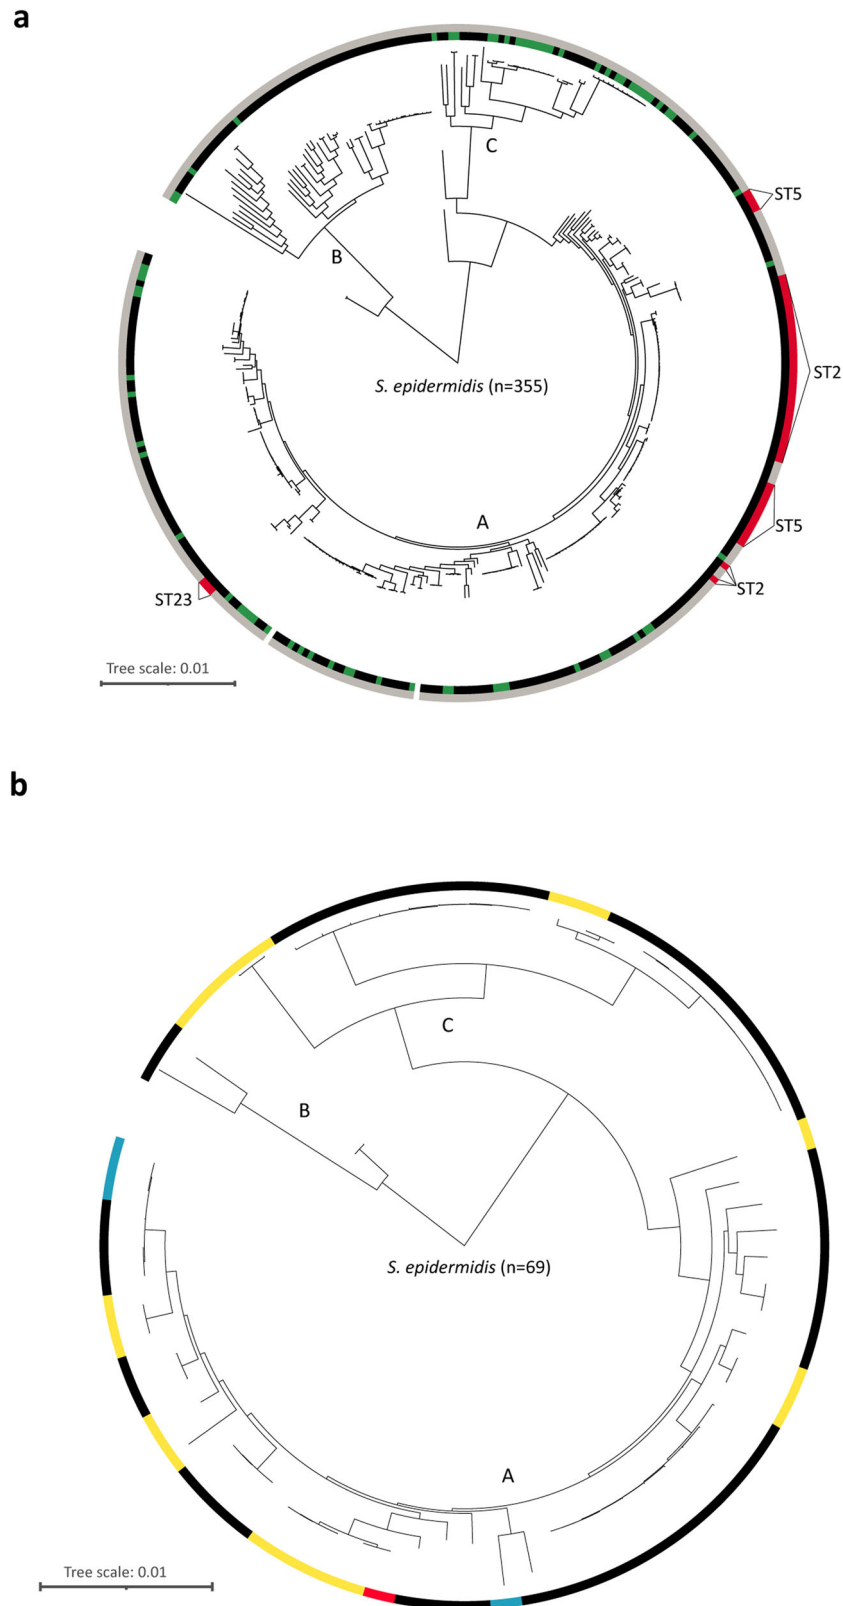 a
C
ST5
B
ST2
S. epidermidis (n=355)
A
ST5
ST2
ST23
Tree scale: 0.01
b
C
B
S. epidermidis (n=69)
A
Tree scale: 0.01